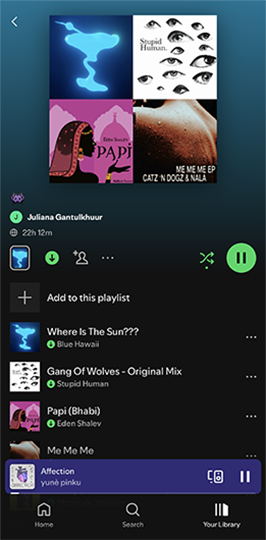 Stupid
Human.
PAPI
ME ME ME EP
CATZ 'N DOGZ & NALA
J
Juliana Gantulkhuur
22h 12m
Add to this playlist
Where Is The Sun???
Blue Hawaii
Gang Of Wolves - Original Mix
Stupid Human
Papi (Bhabi)
Eden Shalev
Me Me Me
Affection
yunè pinku
Home
Search
Your Library